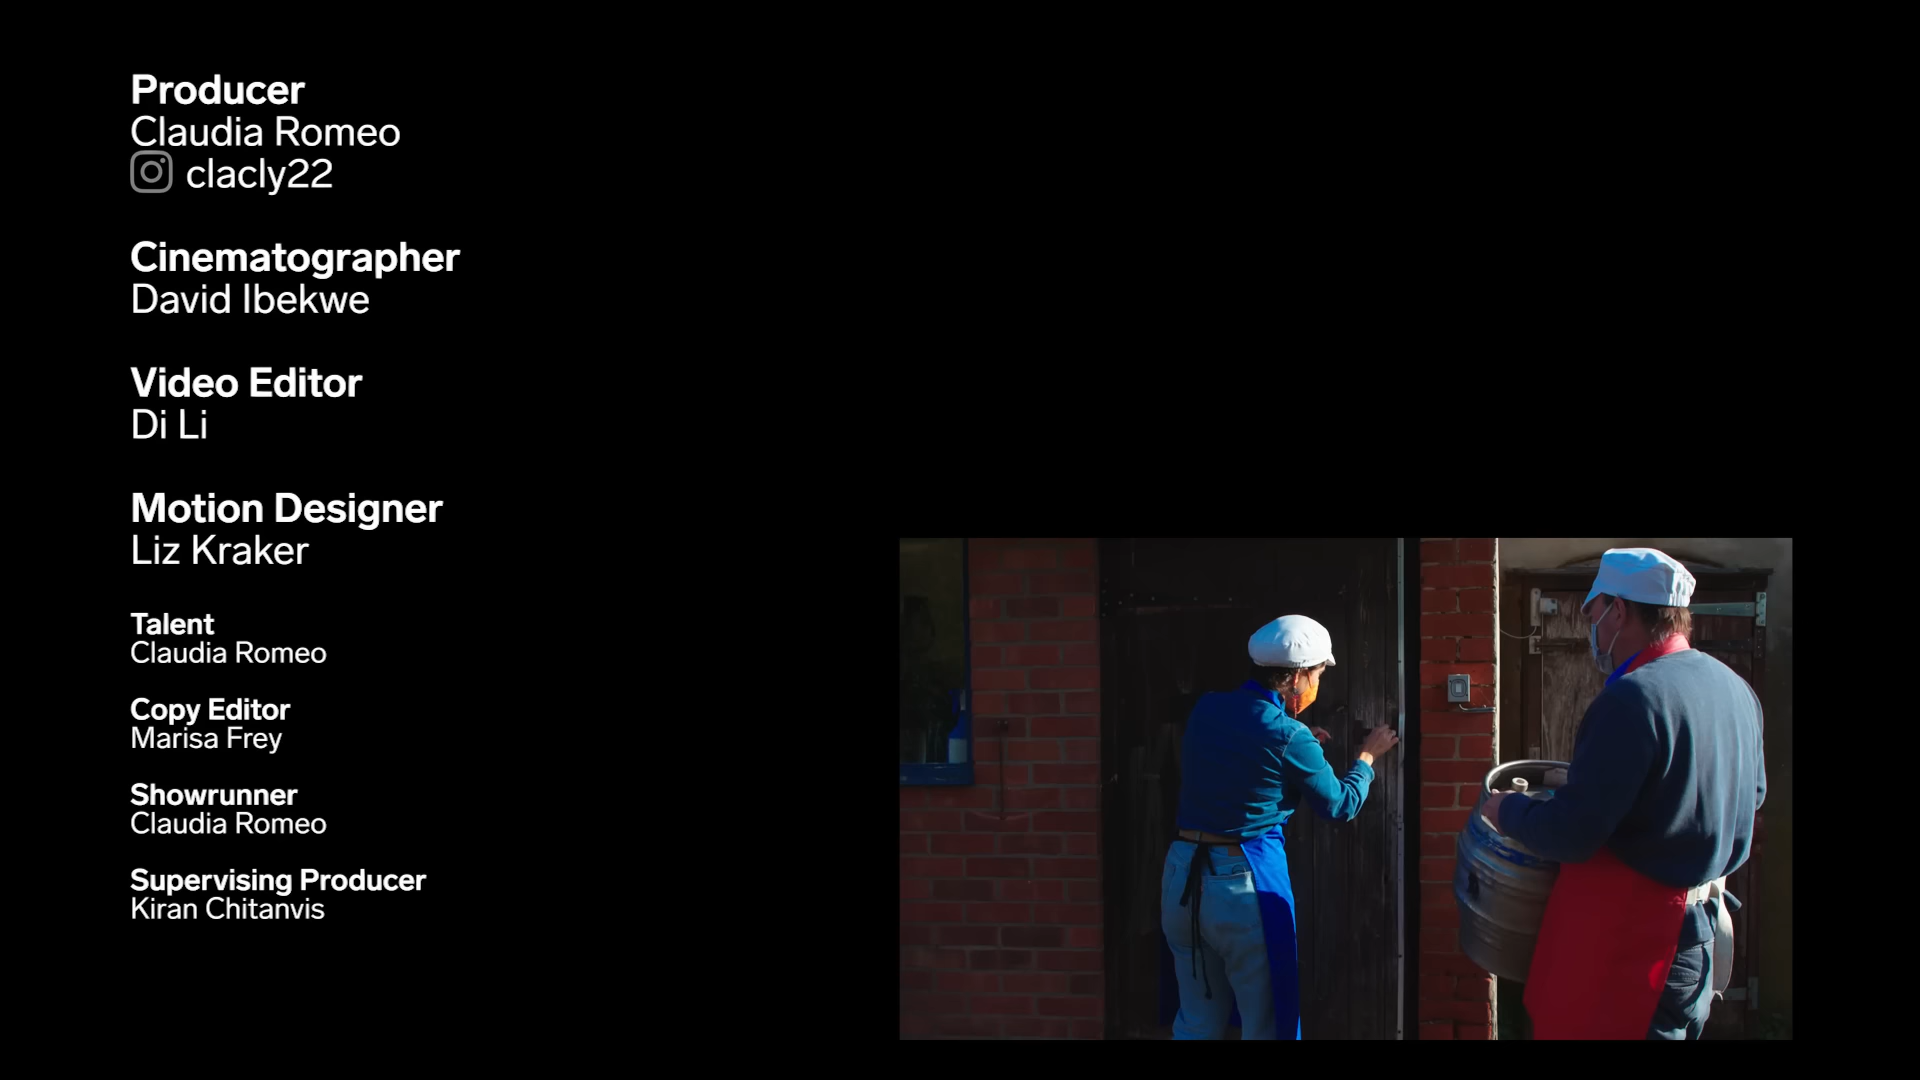 Producer
Claudia Romeo
clacly22
Cinematographer
David Ibekwe
Video Editor
Di Li
Motion Designer
Liz Kraker
Talent
Claudia Romeo
Copy Editor
Marisa Frey
Showrunner
Claudia Romeo
Supervising Producer
Kiran Chitanvis